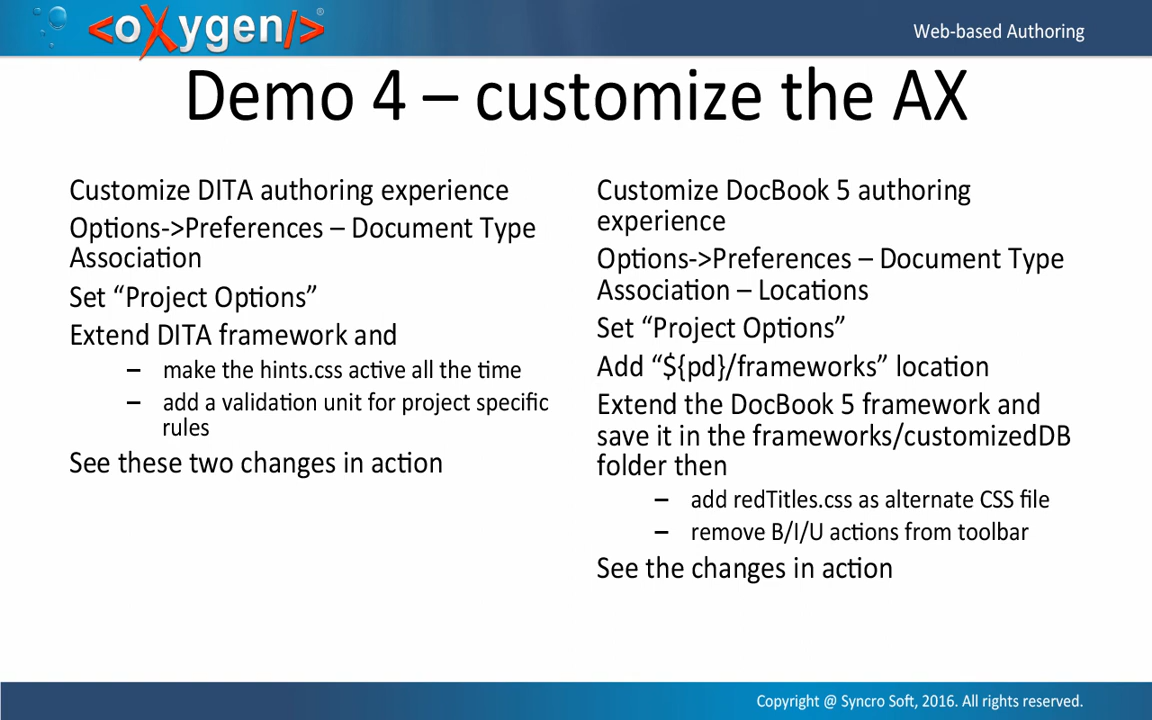 <oXygen/>®
Web-based Authoring
Demo 4 – customize the AX
Customize DITA authoring experience
Options->Preferences – Document Type
Association
Set “Project Options”
Extend DITA framework and
– make the hints.css active all the time
– add a validation unit for project specific
rules
See these two changes in action
Customize DocBook 5 authoring
experience
Options->Preferences – Document Type
Association – Locations
Set “Project Options”
Add “${pd}/frameworks” location
Extend the DocBook 5 framework and
save it in the frameworks/customizedDB
folder then
– add redTitles.css as alternate CSS file
– remove B/I/U actions from toolbar
See the changes in action
Copyright @ Syncro Soft, 2016. All rights reserved.